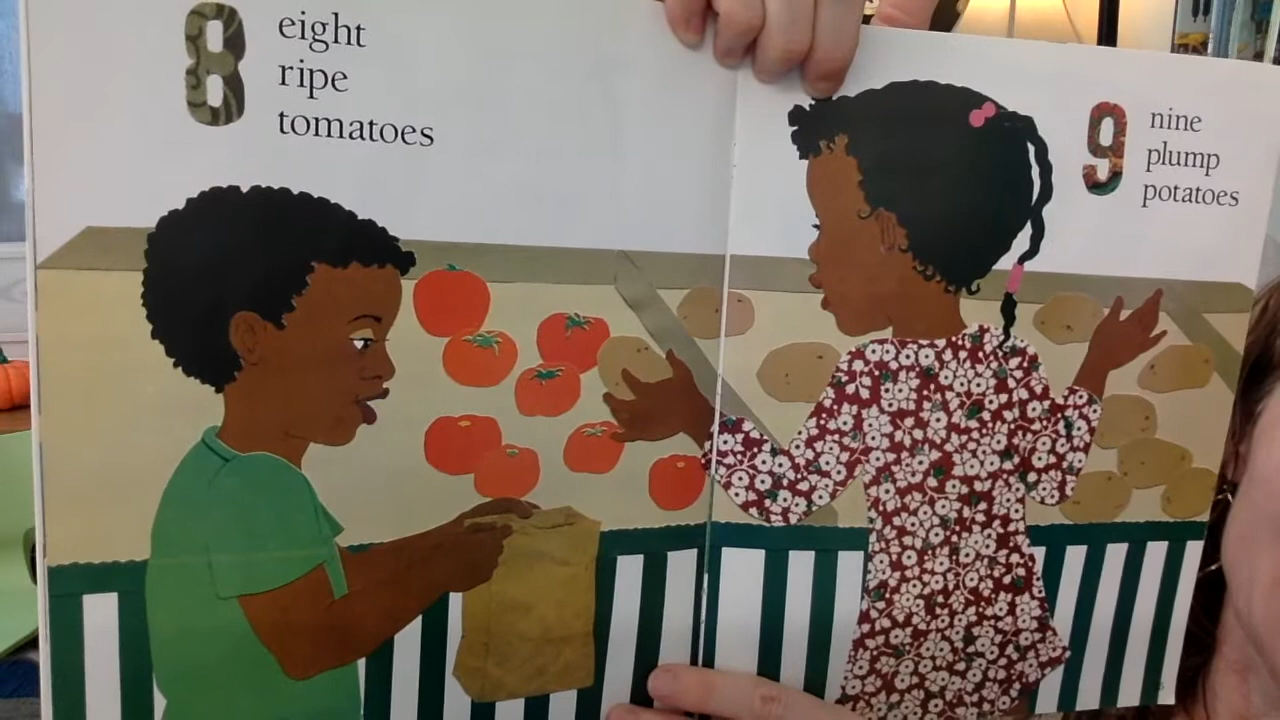 8
eight
ripe
tomatoes
9
nine
plump
potatoes